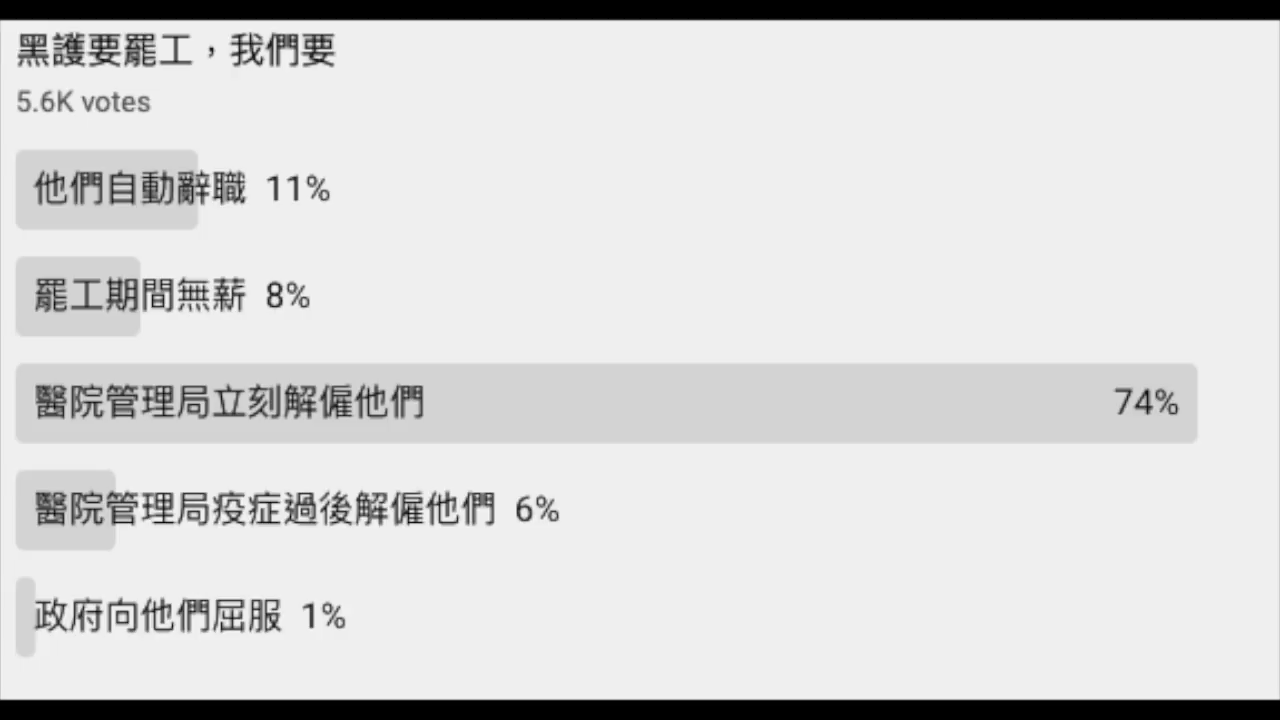 黑護要罷工，我們要
5.6K votes
他們自動辭職 11%
罷工期間無薪 8%
醫院管理局立刻解僱他們 74%
醫院管理局疫症過後解僱他們 6%
政府向他們屈服 1%